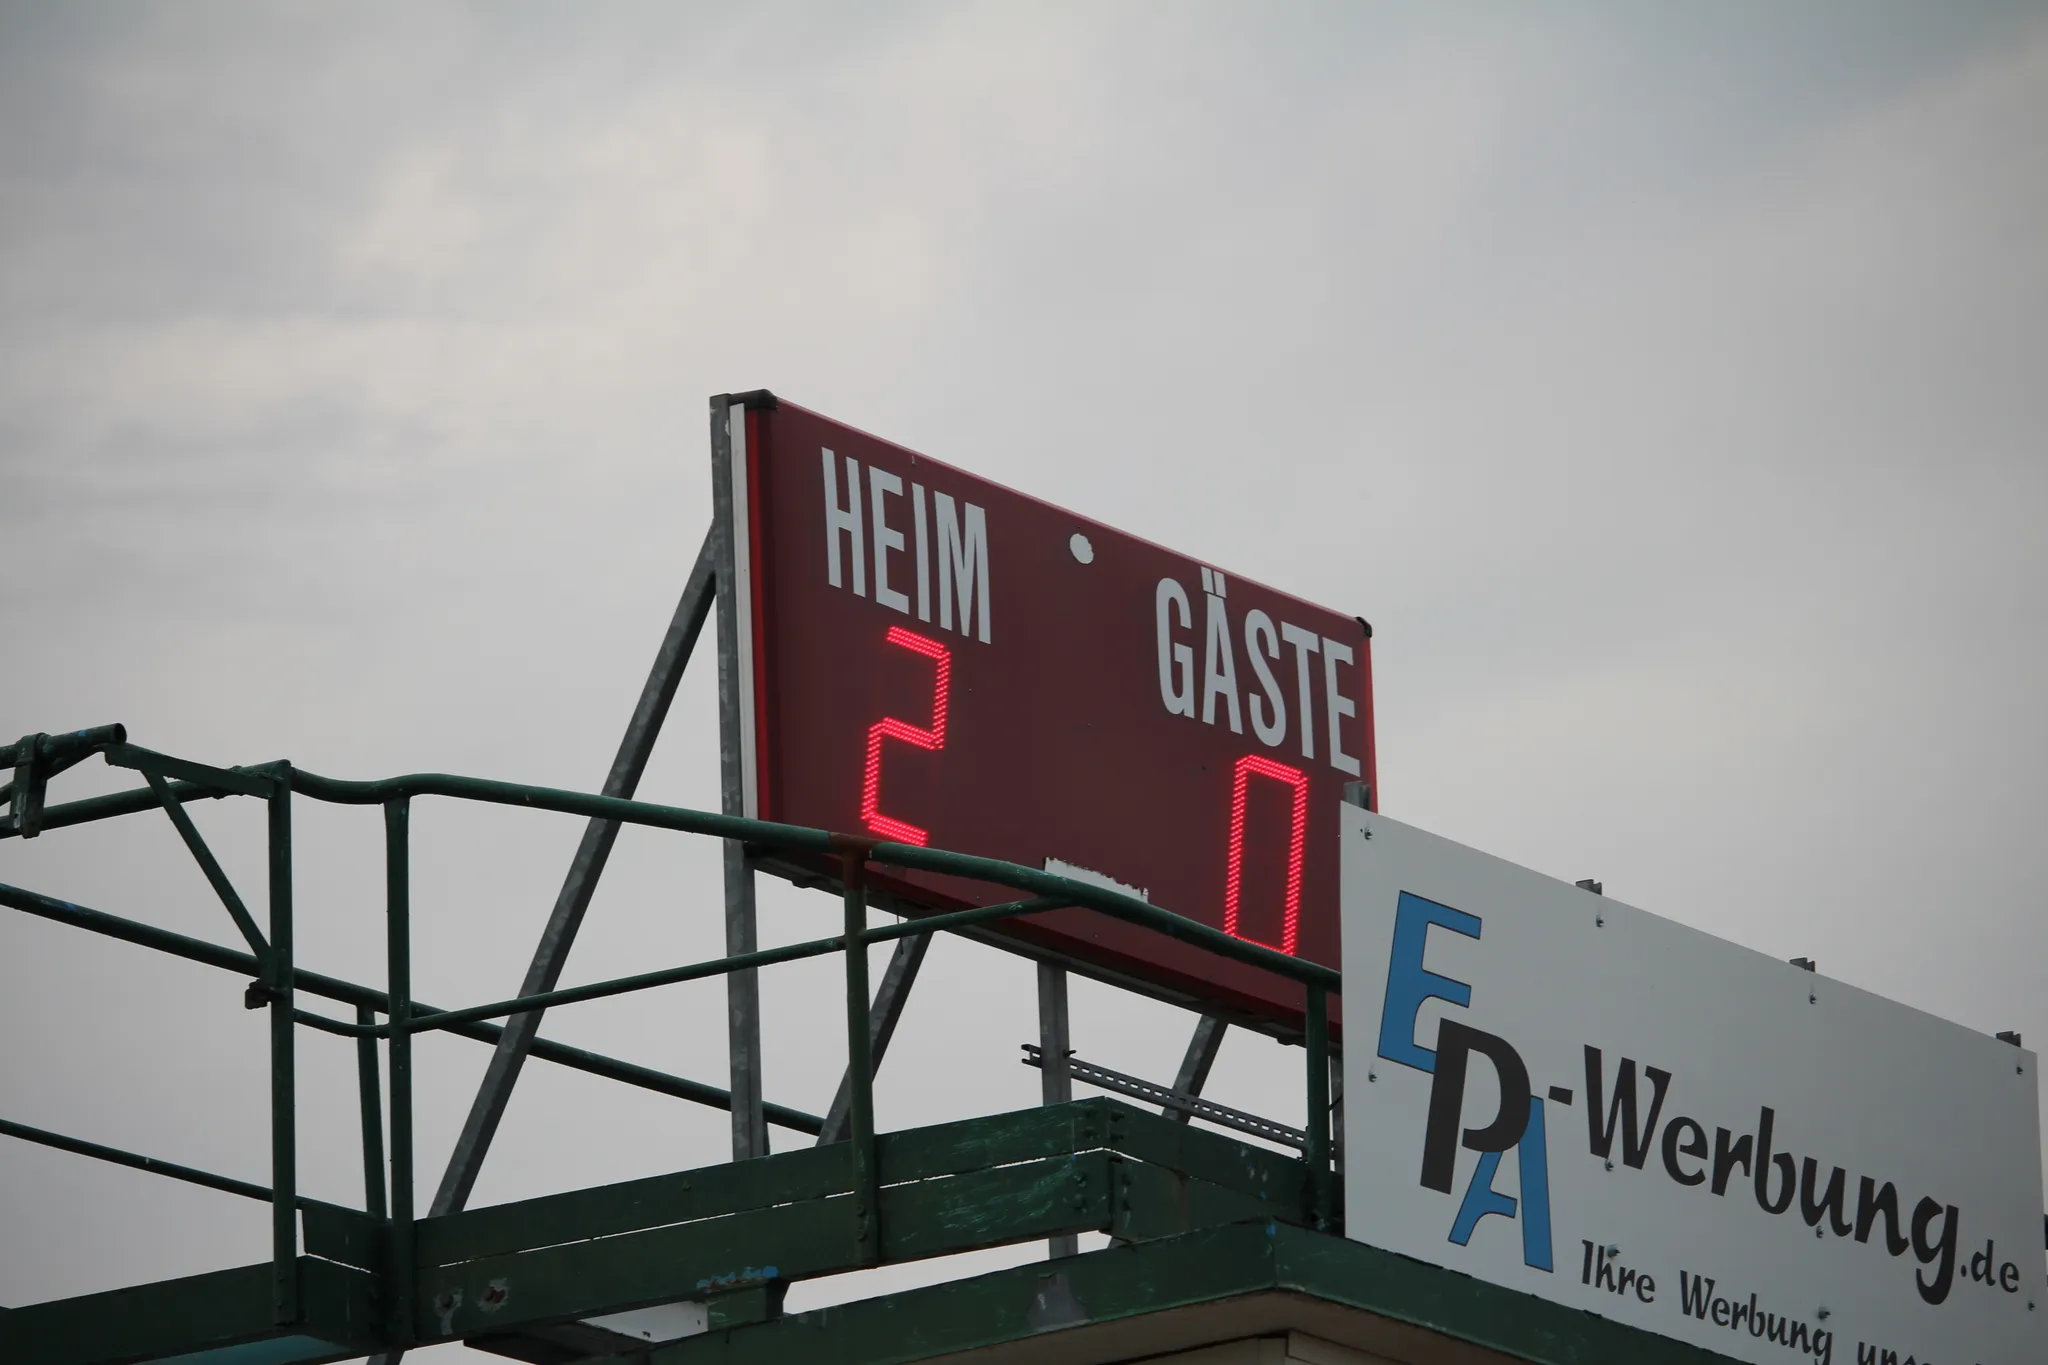 HEIM
GÄSTE
2
0
EPA-Werbung.de
Ihre Werbung